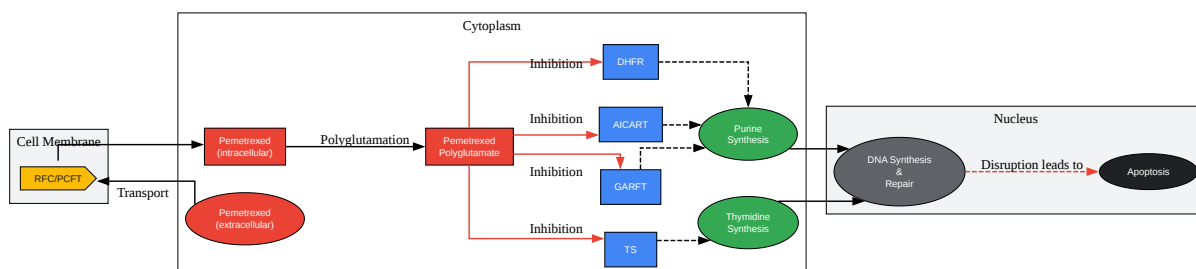 Cytoplasm
Cell Membrane
RFC/PCFT
Transport
Pemetrexed
(intracellular)
Pemetrexed
(extracellular)
Polyglutamation
Pemetrexed
Polyglutamate
Inhibition
Inhibition
Inhibition
Inhibition
DHFR
AICART
GARFT
TS
Purine
Synthesis
Thymidine
Synthesis
Nucleus
DNA Synthesis
&
Repair
Disruption leads to
Apoptosis